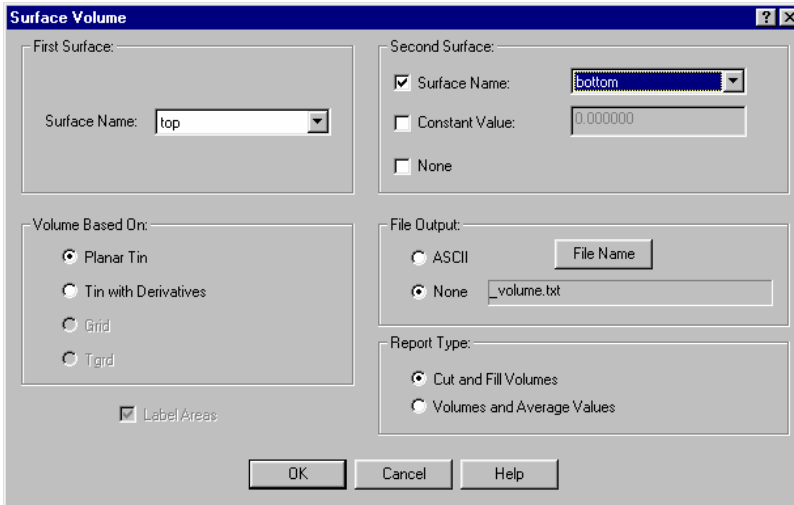 Surface Volume
First Surface:
Surface Name: top
Second Surface:
Surface Name: bottom
Constant Value: 0.000000
None
Volume Based On:
Planar Tin
Tin with Derivatives
Grid
Tgrd
Label Areas
File Output:
ASCII File Name
None _volume.txt
Report Type:
Cut and Fill Volumes
Volumes and Average Values
OK Cancel Help